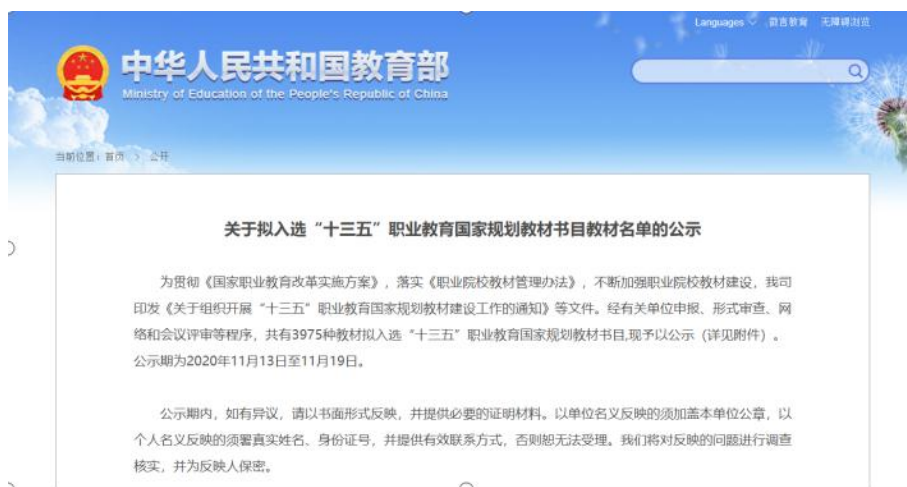 Languages 微言教育 无障碍浏览
中华人民共和国教育部
Ministry of Education of the People's Republic of China
当前位置：首页 > 公开
关于拟入选“十三五”职业教育国家规划教材书目教材名单的公示
为贯彻《国家职业教育改革实施方案》，落实《职业院校教材管理办法》，不断加强职业院校教材建设，我司
印发《关于组织开展“十三五”职业教育国家规划教材建设工作的通知》等文件。经有关单位申报、形式审查、网
络和会议评审等程序，共有3975种教材拟入选“十三五”职业教育国家规划教材书目,现予以公示（详见附件）。
公示期为2020年11月13日至11月19日。
公示期内，如有异议，请以书面形式反映，并提供必要的证明材料。以单位名义反映的须加盖本单位公章，以
个人名义反映的须署真实姓名、身份证号，并提供有效联系方式，否则恕无法受理。我们将对反映的问题进行调查
核实，并为反映人保密。